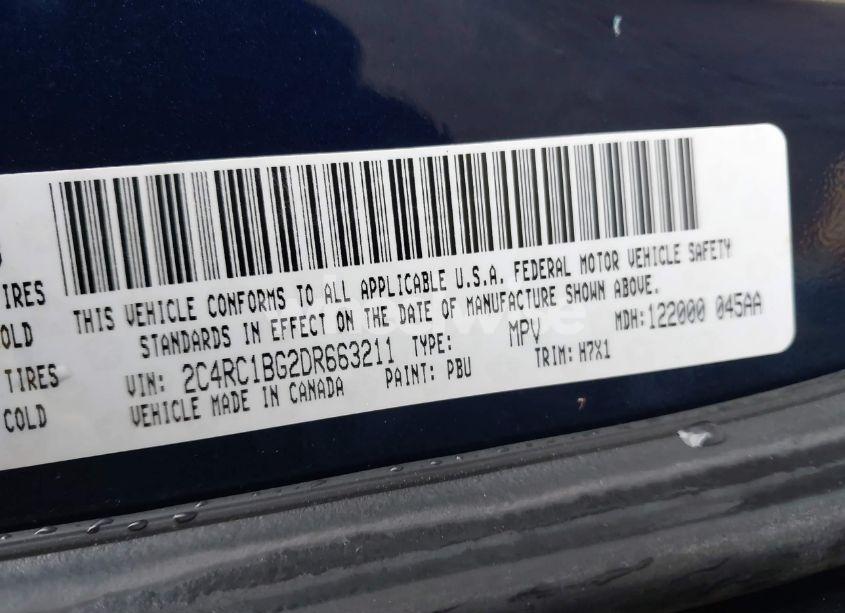 IRES
COLD
TIRES
COLD
THIS VEHICLE CONFORMS TO ALL APPLICABLE U.S.A. FEDERAL MOTOR VEHICLE SAFETY
STANDARDS IN EFFECT ON THE DATE OF MANUFACTURE SHOWN ABOVE.
VIN: 2C4RC1BG2DR663211 TYPE: MPV MDH:122000 045AA
VEHICLE MADE IN CANADA PAINT: PBU TRIM: H7X1